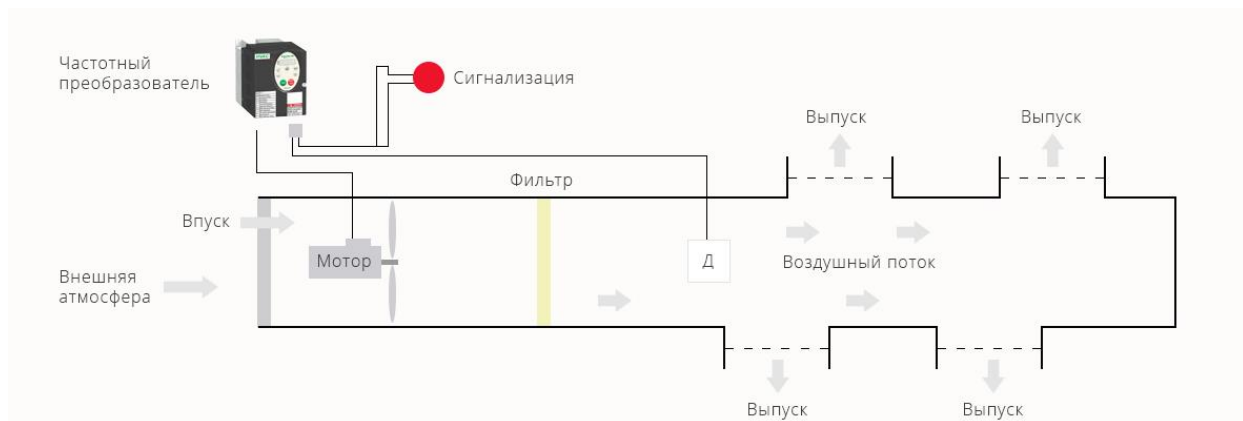 Частотный
преобразователь
Сигнализация
Выпуск
Выпуск
Фильтр
Впуск
Мотор
Д
Воздушный поток
Внешняя
атмосфера
Выпуск
Выпуск